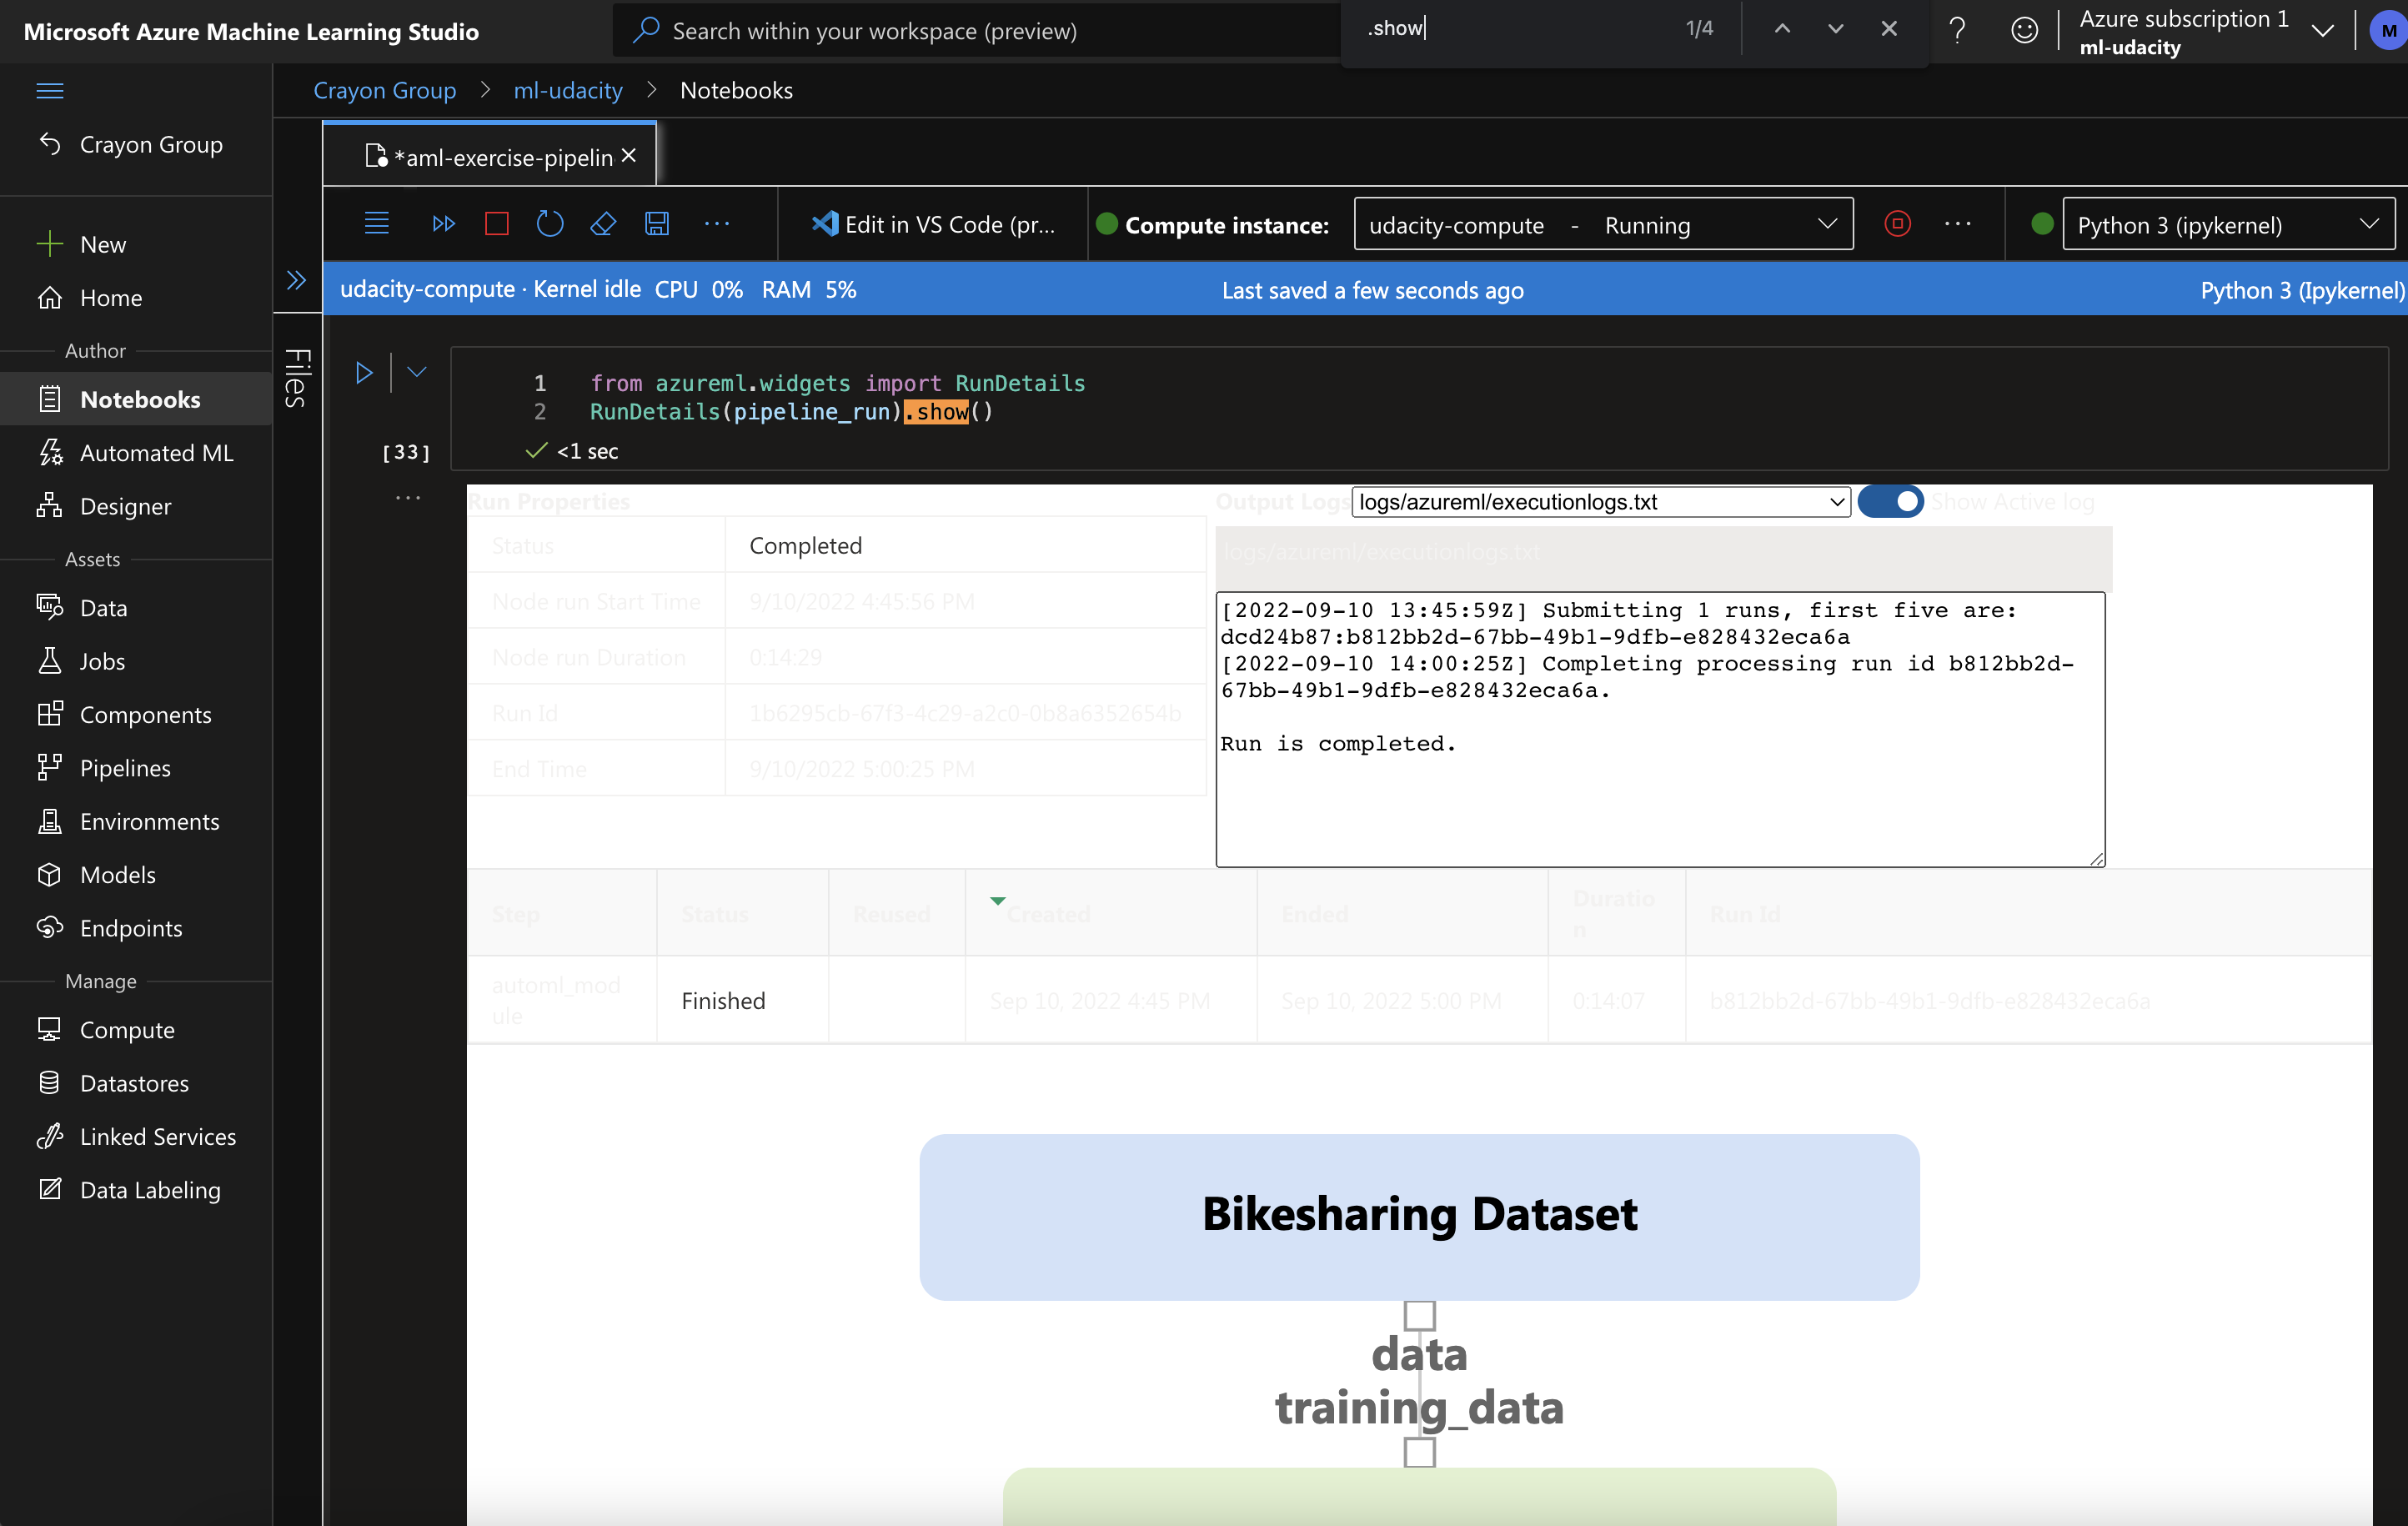 Microsoft Azure Machine Learning Studio
Search within your workspace (preview)
.show
1/4
?
Azure subscription 1
ml-udacity
M
Crayon Group > ml-udacity > Notebooks
Crayon Group
New
Home
Author
Notebooks
Automated ML
Designer
Assets
Data
Jobs
Components
Pipelines
Environments
Models
Endpoints
Manage
Compute
Datastores
Linked Services
Data Labeling
Files
*aml-exercise-pipelin
Edit in VS Code (pr...
Compute instance:
udacity-compute - Running
Python 3 (ipykernel)
udacity-compute · Kernel idle CPU 0% RAM 5%
Last saved a few seconds ago
Python 3 (Ipykernel)
1 from azureml.widgets import RunDetails
2 RunDetails(pipeline_run).show()
[33]
<1 sec
Run Properties
Status Completed
Node run Start Time 9/10/2022 4:45:56 PM
Node run Duration 0:14:29
Run Id 1b6295cb-67f3-4c29-a2c0-0b8a6352654b
End Time 9/10/2022 5:00:25 PM
Output Logs
logs/azureml/executionlogs.txt
Show Active log
logs/azureml/executionlogs.txt
[2022-09-10 13:45:59Z] Submitting 1 runs, first five are:
dcd24b87:b812bb2d-67bb-49b1-9dfb-e828432eca6a
[2022-09-10 14:00:25Z] Completing processing run id b812bb2d-
67bb-49b1-9dfb-e828432eca6a.
Run is completed.
Step Status Reused Created Ended Duratio
n
Run Id
automl_mod
ule
Finished
Sep 10, 2022 4:45 PM
Sep 10, 2022 5:00 PM
0:14:07
b812bb2d-67bb-49b1-9dfb-e828432eca6a
Bikesharing Dataset
data
training_data